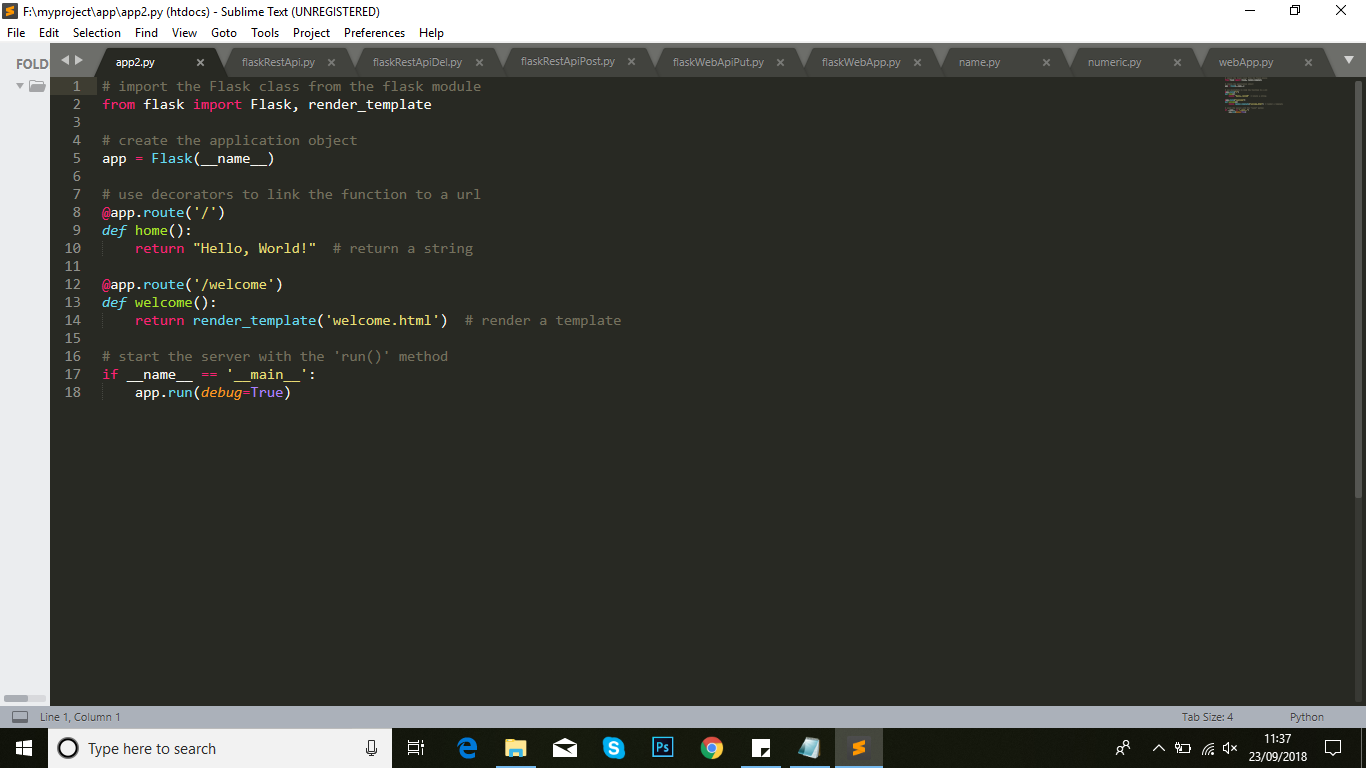 F:\myproject\app\app2.py (htdocs) - Sublime Text (UNREGISTERED)
File Edit Selection Find View Goto Tools Project Preferences Help
FOLD
app2.py flaskRestApi.py flaskRestApiDel.py flaskRestApiPost.py flaskWebApiPut.py flaskWebApp.py name.py numeric.py webApp.py
1 # import the Flask class from the flask module
2 from flask import Flask, render_template
3
4 # create the application object
5 app = Flask(__name__)
6
7 # use decorators to link the function to a url
8 @app.route('/')
9 def home():
10     return "Hello, World!"  # return a string
11
12 @app.route('/welcome')
13 def welcome():
14     return render_template('welcome.html')  # render a template
15
16 # start the server with the 'run()' method
17 if __name__ == '__main__':
18     app.run(debug=True)
Line 1, Column 1 Tab Size: 4 Python
Type here to search
Ps
11:37
23/09/2018